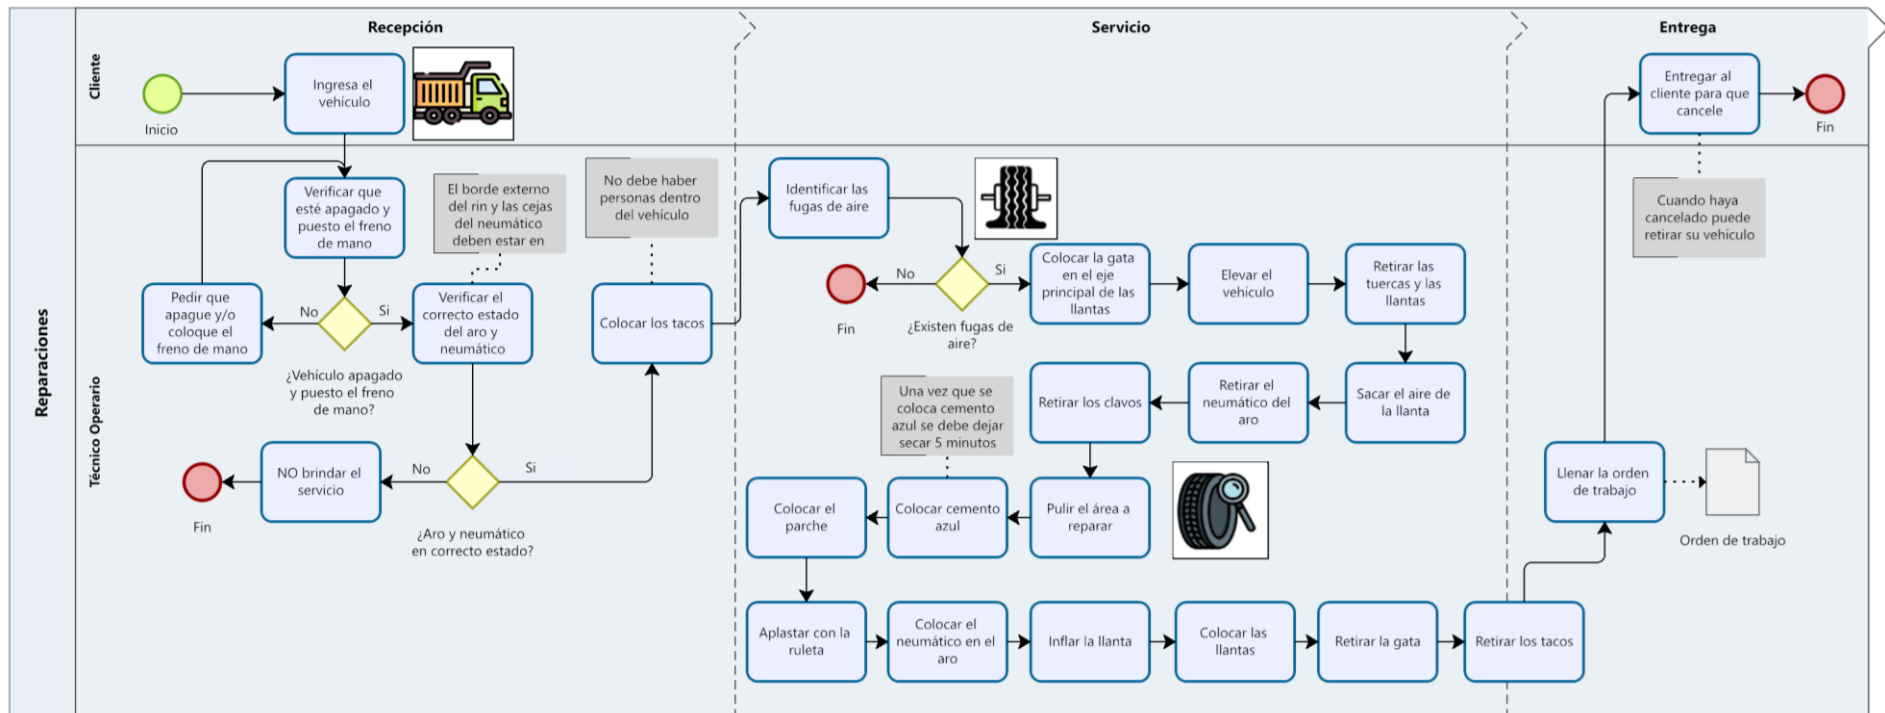 Reparaciones
Recepción
Servicio
Entrega
Cliente
Técnico Operario
Inicio
Ingresa el
vehículo
Verificar que
esté apagado y
puesto el freno
de mano
Pedir que
apague y/o
coloque el
freno de mano
No
Si
¿Vehículo apagado
y puesto el freno
de mano?
El borde externo
del rin y las cejas
del neumático
deben estar en
Verificar el
correcto estado
del aro y
neumático
No
Si
¿Aro y neumático
en correcto estado?
NO brindar el
servicio
Fin
No debe haber
personas dentro
del vehículo
Colocar los tacos
Identificar las
fugas de aire
No
Si
¿Existen fugas de
aire?
Fin
Colocar la gata
en el eje
principal de las
llantas
Elevar el
vehículo
Retirar las
tuercas y las
llantas
Sacar el aire de
la llanta
Retirar el
neumático del
aro
Retirar los clavos
Pulir el área a
reparar
Una vez que se
coloca cemento
azul se debe dejar
secar 5 minutos
Colocar cemento
azul
Colocar el
parche
Aplastar con la
ruleta
Colocar el
neumático en el
aro
Inflar la llanta
Colocar las
llantas
Retirar la gata
Retirar los tacos
Llenar la orden
de trabajo
Orden de trabajo
Entregar al
cliente para que
cancele
Cuando haya
cancelado puede
retirar su vehículo
Fin